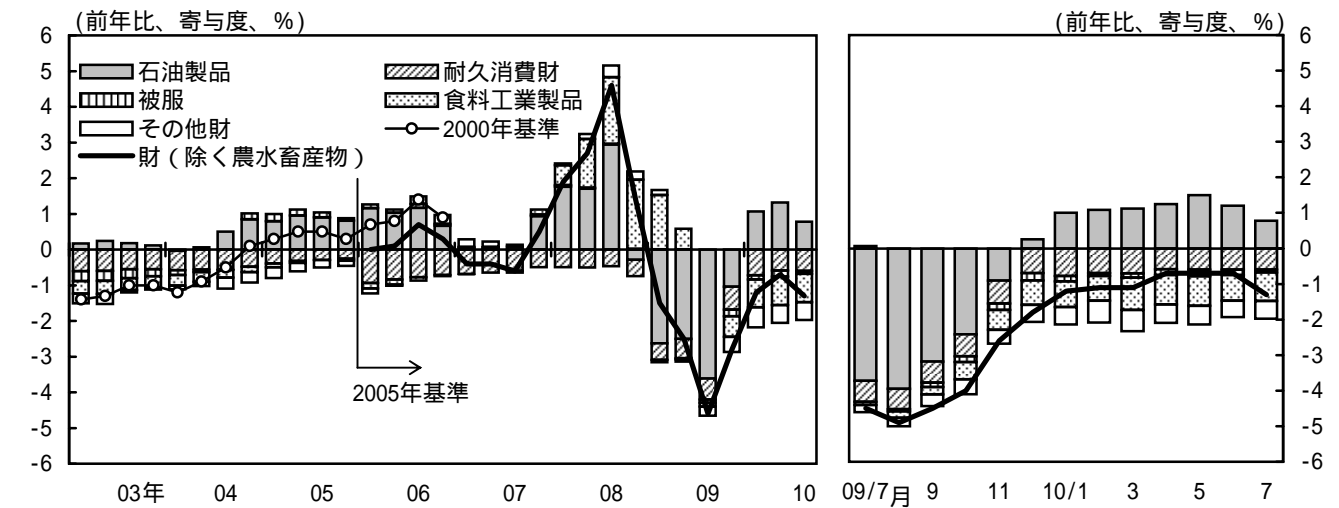 (前年比、寄与度、%)
(前年比、寄与度、%)
6
5
4
3
2
1
0
-1
-2
-3
-4
-5
-6
石油製品
耐久消費財
被服
食料工業製品
その他財
2000年基準
財(除く農水畜産物)
2005年基準
03年 04 05 06 07 08 09 10
6
5
4
3
2
1
0
-1
-2
-3
-4
-5
-6
09/7月 9 11 10/1 3 5 7